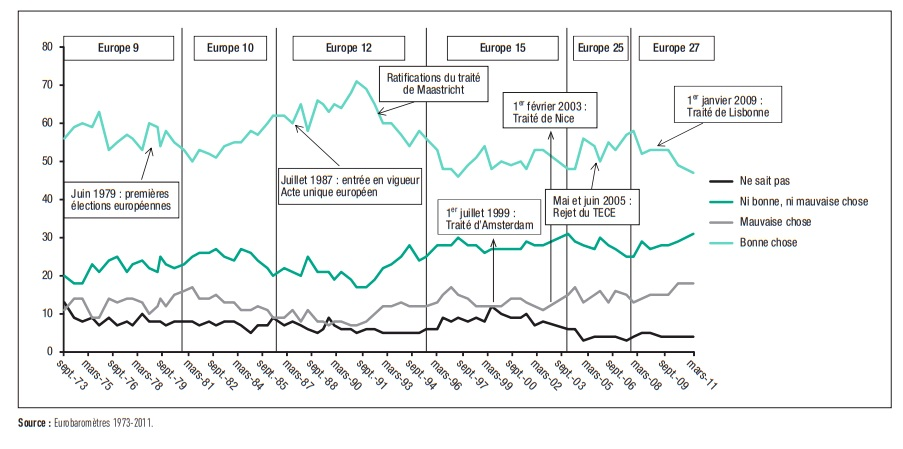 80
70
60
50
40
30
20
10
0
Europe 9
Europe 10
Europe 12
Europe 15
Europe 25
Europe 27
Ratifications du traité
de Maastricht
1er février 2003 :
Traité de Nice
1er janvier 2009 :
Traité de Lisbonne
Juin 1979 : premières
élections européennes
Juillet 1987 : entrée en vigueur
Acte unique européen
1er juillet 1999 :
Traité d'Amsterdam
Mai et juin 2005 :
Rejet du TECE
Ne sait pas
Ni bonne, ni mauvaise chose
Mauvaise chose
Bonne chose
sept.-73
mars-75
sept.-76
mars-78
sept.-79
mars-81
sept.-82
mars-84
sept.-85
mars-87
sept.-88
mars-90
sept.-91
mars-93
sept.-94
mars-96
sept.-97
mars-99
sept.-00
mars-02
sept.-03
mars-05
sept.-06
mars-08
sept.-09
mars-11
Source : Eurobaromètres 1973-2011.